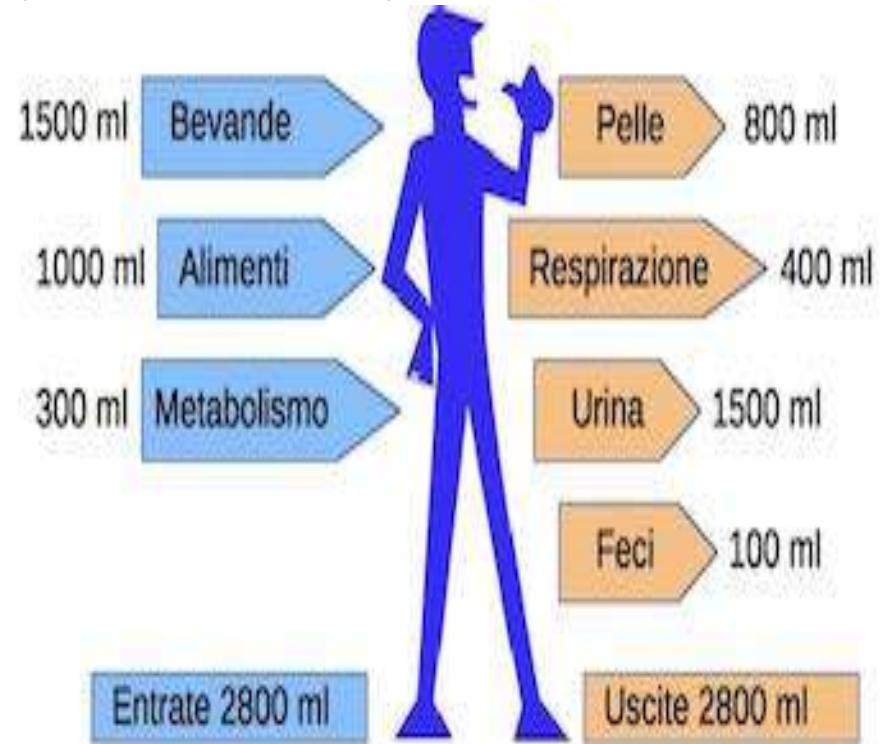 1500 ml Bevande Pelle 800 ml
1000 ml Alimenti Respirazione 400 ml
300 ml Metabolismo Urina 1500 ml
Feci 100 ml
Entrate 2800 ml Uscite 2800 ml